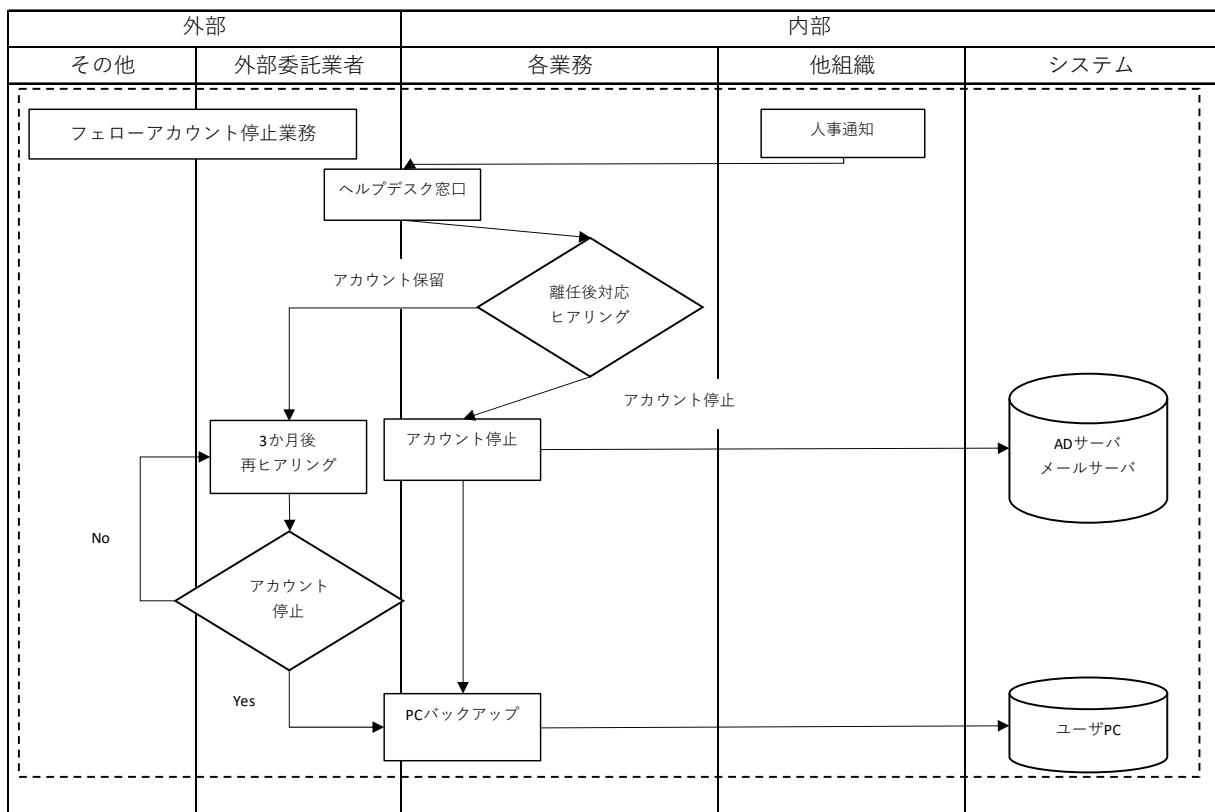 外部
内部
その他
外部委託業者
各業務
他組織
システム
フェローアカウント停止業務
人事通知
ヘルプデスク窓口
アカウント保留
離任後対応
ヒアリング
アカウント停止
3か月後
再ヒアリング
アカウント停止
ADサーバ
メールサーバ
No
アカウント
停止
Yes
PCバックアップ
ユーザPC